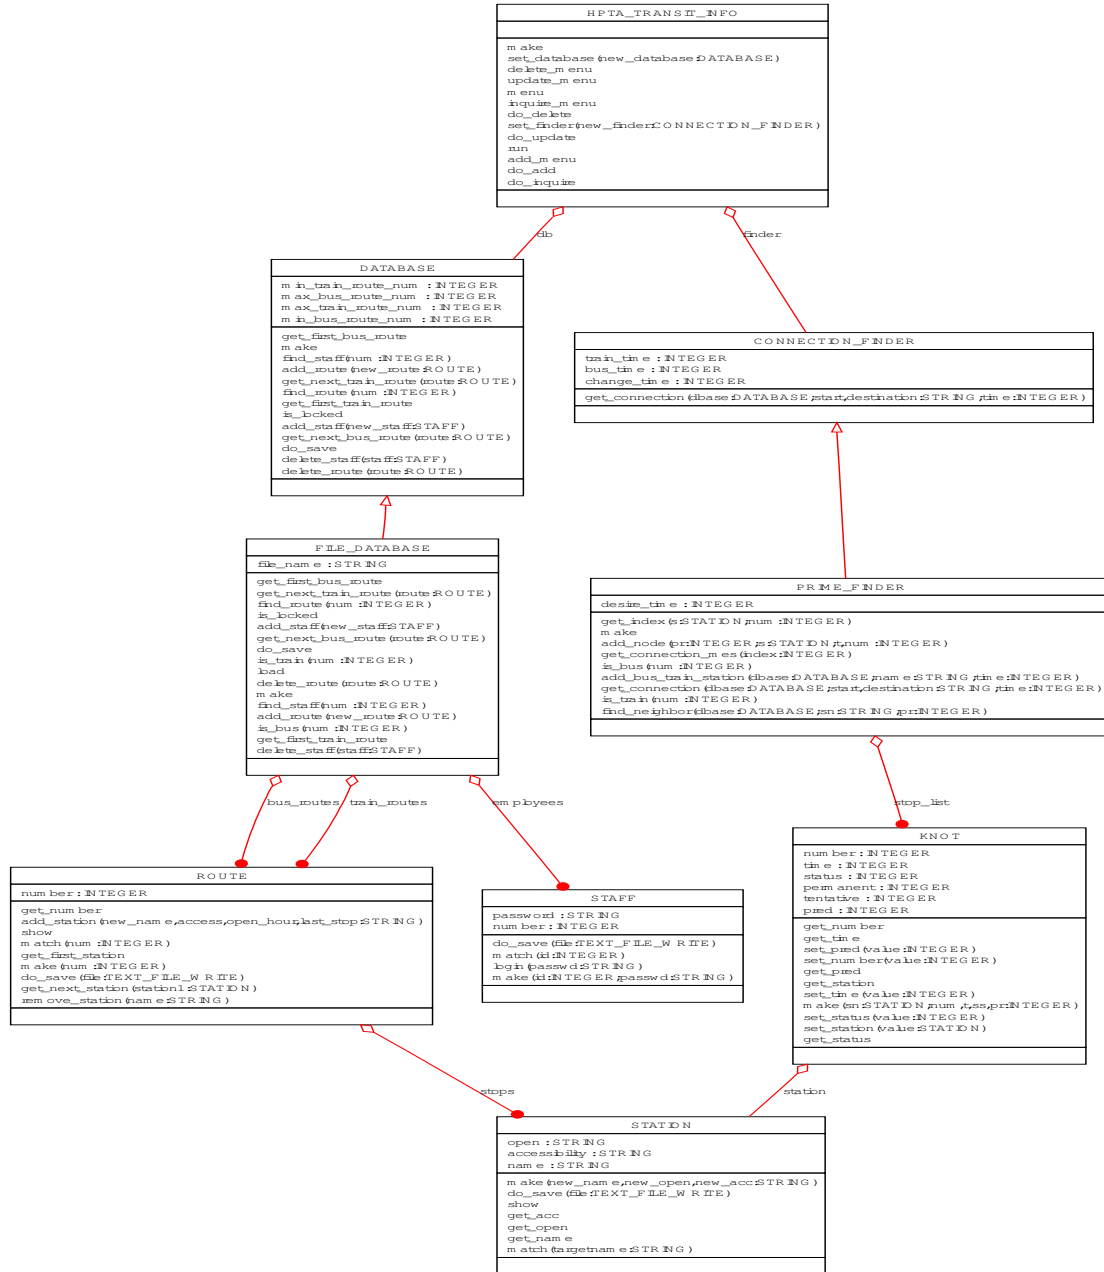 HPTA_TRANSIT_INFO
make
set_database(new_database:DATABASE)
delete_menu
update_menu
menu
inquire_menu
do_delete
set_finder(new_finder:CONNECTION_FINDER)
do_update
run
add_menu
do_add
do_inquire
db
finder
DATABASE
min_train_route_num : INTEGER
max_bus_route_num : INTEGER
max_train_route_num : INTEGER
min_bus_route_num : INTEGER
get_first_bus_route
make
find_staff(num:INTEGER)
add_route(new_route:ROUTE)
get_next_train_route(route:ROUTE)
find_route(num:INTEGER)
get_first_train_route
is_locked
add_staff(new_staff:STAFF)
get_next_bus_route(route:ROUTE)
do_save
delete_staff(staff:STAFF)
delete_route(route:ROUTE)
CONNECTION_FINDER
train_time : INTEGER
bus_time : INTEGER
change_time : INTEGER
get_connection(dbase:DATABASE;start,destination:STRING;time:INTEGER)
FILE_DATABASE
file_name : STRING
get_first_bus_route
get_next_train_route(route:ROUTE)
find_route(num:INTEGER)
is_locked
add_staff(new_staff:STAFF)
get_next_bus_route(route:ROUTE)
do_save
is_train(num:INTEGER)
load
delete_route(route:ROUTE)
make
find_staff(num:INTEGER)
add_route(new_route:ROUTE)
is_bus(num:INTEGER)
get_first_train_route
delete_staff(staff:STAFF)
PRIME_FINDER
desire_time : INTEGER
get_index(s:STATION;num:INTEGER)
make
add_node(pr:INTEGER;s:STATION;t,num:INTEGER)
get_connection_mes(index:INTEGER)
is_bus(num:INTEGER)
add_bus_train_station(dbase:DATABASE;name:STRING;time:INTEGER)
get_connection(dbase:DATABASE;start,destination:STRING;time:INTEGER)
is_train(num:INTEGER)
find_neighbor(dbase:DATABASE;sn:STRING;pr:INTEGER)
bus_routes
train_routes
employees
stop_list
ROUTE
number : INTEGER
get_number
add_station(new_name,access,open_hour,last_stop:STRING)
show
match(num:INTEGER)
get_first_station
make(num:INTEGER)
do_save(file:TEXT_FILE_WRITE)
get_next_station(station1:STATION)
remove_station(name:STRING)
STAFF
password : STRING
number : INTEGER
do_save(file:TEXT_FILE_WRITE)
match(id:INTEGER)
login(passwd:STRING)
make(id:INTEGER;passwd:STRING)
KNOT
number : INTEGER
time : INTEGER
status : INTEGER
permanent : INTEGER
tentative : INTEGER
pred : INTEGER
get_number
get_time
set_pred(value:INTEGER)
set_number(value:INTEGER)
get_pred
get_station
set_time(value:INTEGER)
make(sn:STATION;num,t,ss,pr:INTEGER)
set_status(value:INTEGER)
set_station(value:STATION)
get_status
stops
station
STATION
open : STRING
accessibility : STRING
name : STRING
make(new_name,new_open,new_acc:STRING)
do_save(file:TEXT_FILE_WRITE)
show
get_acc
get_open
get_name
match(targetname:STRING)